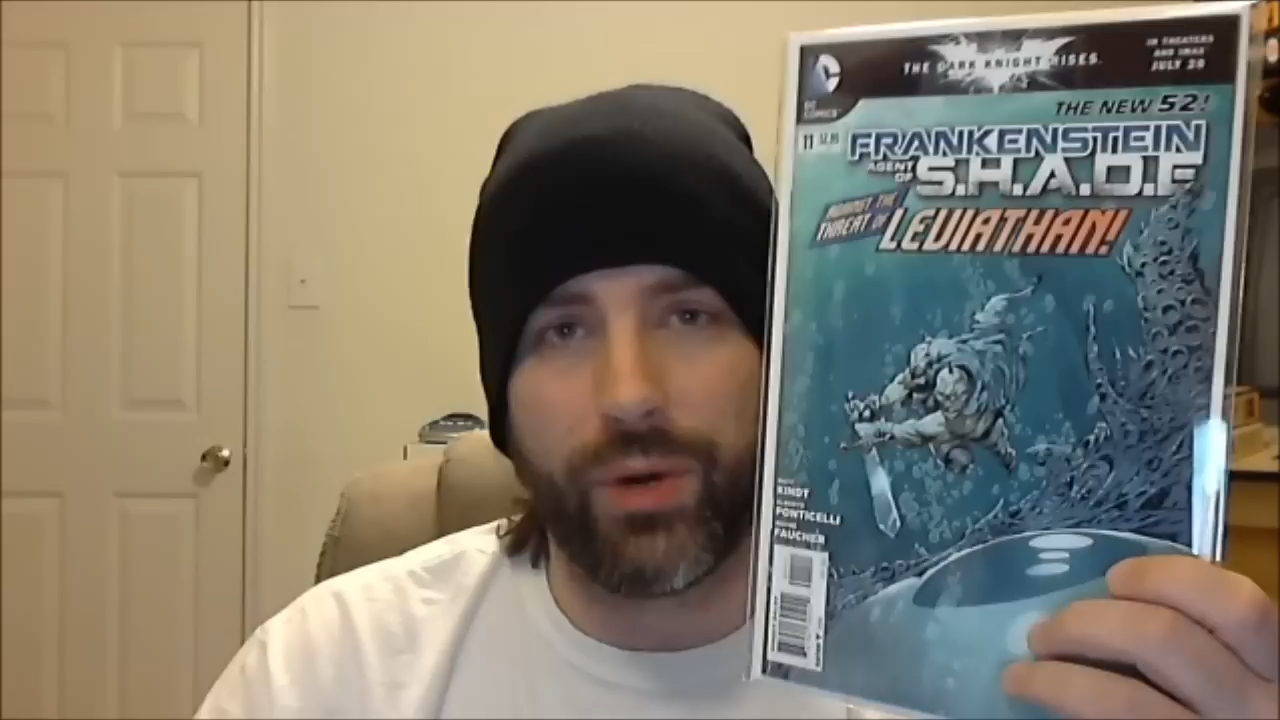 THE DARK KNIGHT RISES
IN THEATERS
AND IMAX
JULY 20
DC
COMICS
THE NEW 52!
11
FRANKENSTEIN
AGENT
OF
S.H.A.D.E
AGAINST THE
THREAT OF
LEVIATHAN!
KINDT
PONTICELLI
FAUCHER